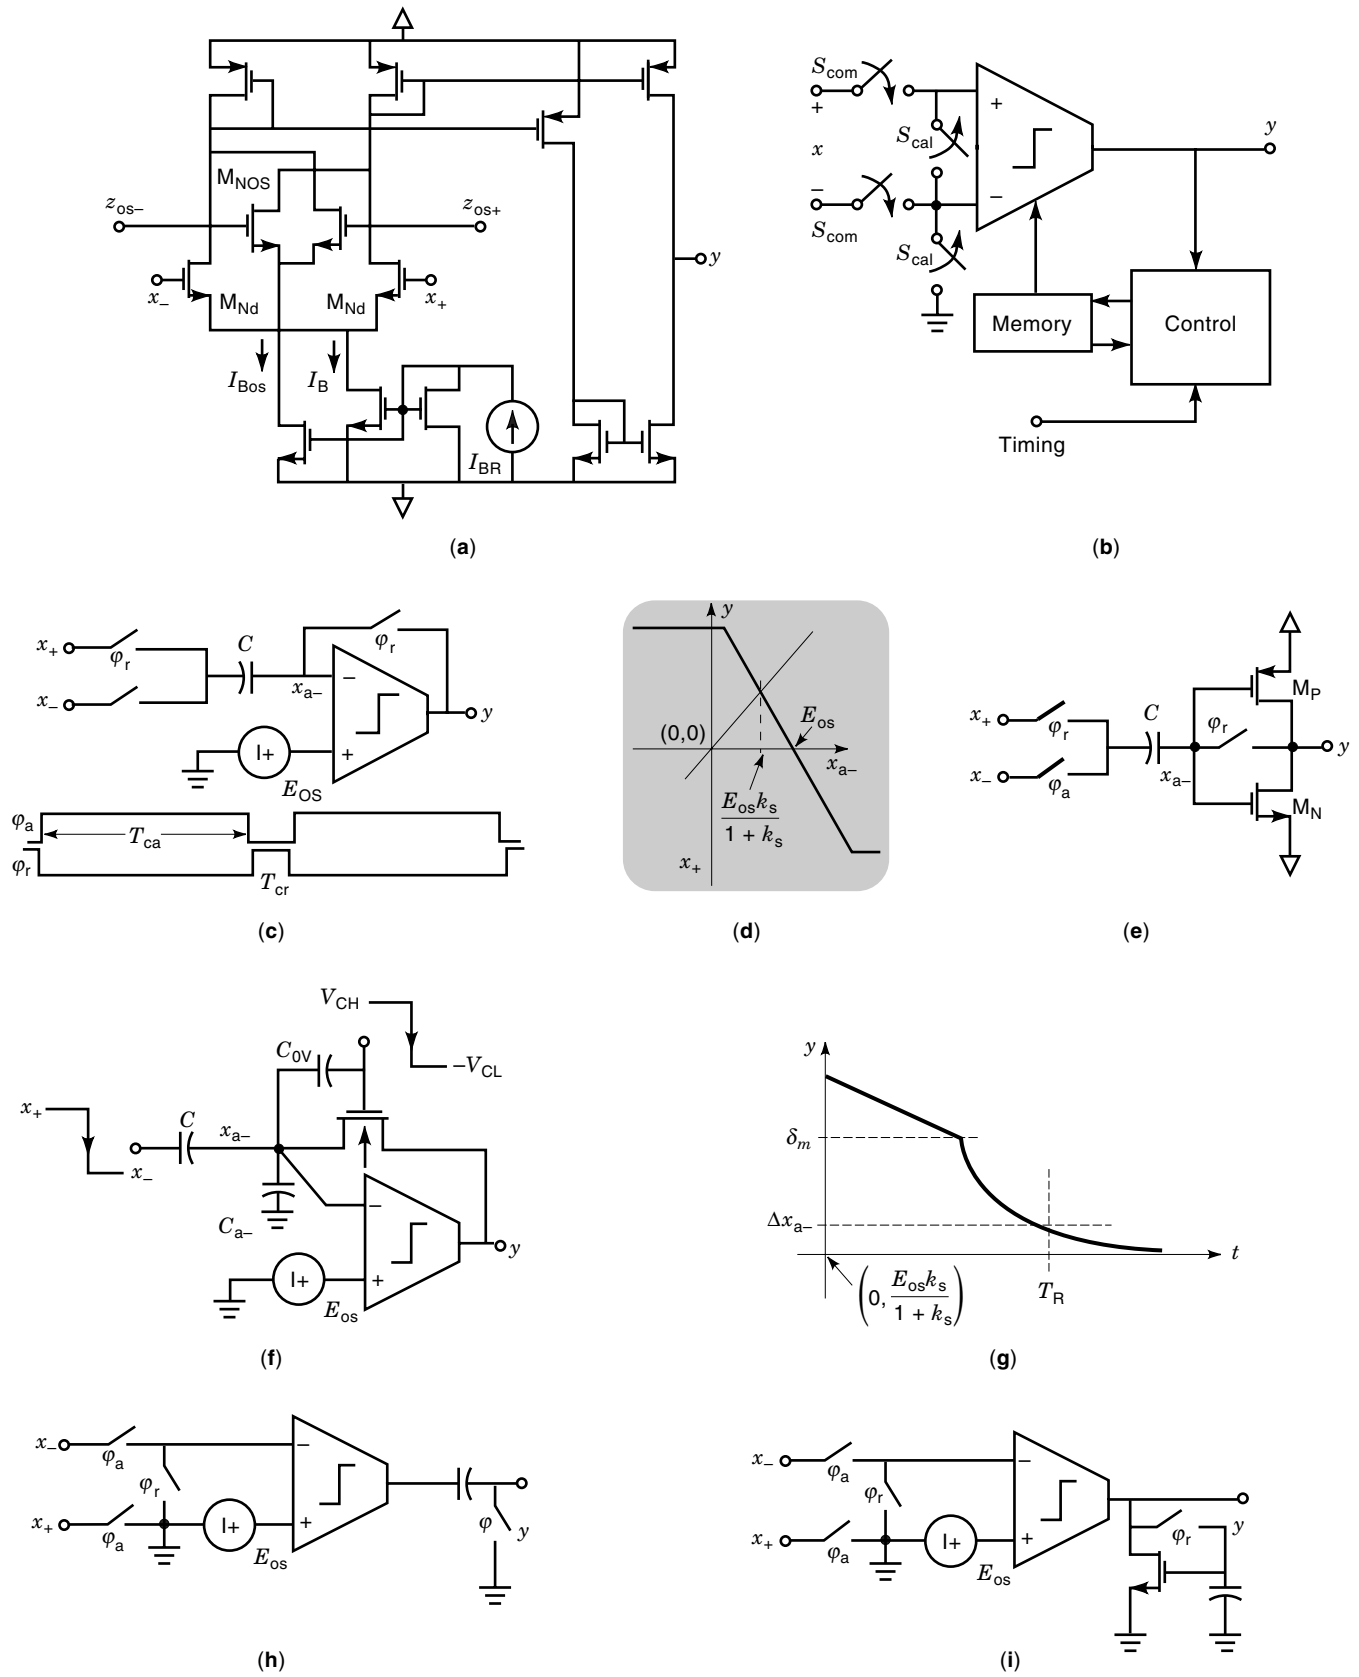 M_NOS
z_os−
z_os+
x_−
M_Nd
M_Nd
x_+
y
I_Bos
I_B
I_BR
(a)
S_com
+
x
−
S_com
S_cal
S_cal
+
−
y
Memory
Control
Timing
(b)
x_+
φ_r
C
φ_r
x_−
x_a−
−
+
y
I+
E_OS
φ_a
T_ca
φ_r
T_cr
(c)
y
(0,0)
E_os
x_a−
E_os k_s
1 + k_s
x_+
(d)
x_+
φ_r
C
φ_r
M_P
y
x_−
φ_a
x_a−
M_N
(e)
V_CH
C_0V
−V_CL
x_+
C
x_a−
x_−
C_a−
−
+
y
I+
E_os
(f)
y
δ_m
Δx_a−
t
(0, E_os k_s
1 + k_s)
T_R
(g)
x_−
φ_a
−
φ_r
x_+
φ_a
I+
+
E_os
φ
y
(h)
x_−
φ_a
−
φ_r
x_+
φ_a
I+
+
E_os
φ_r
y
(i)